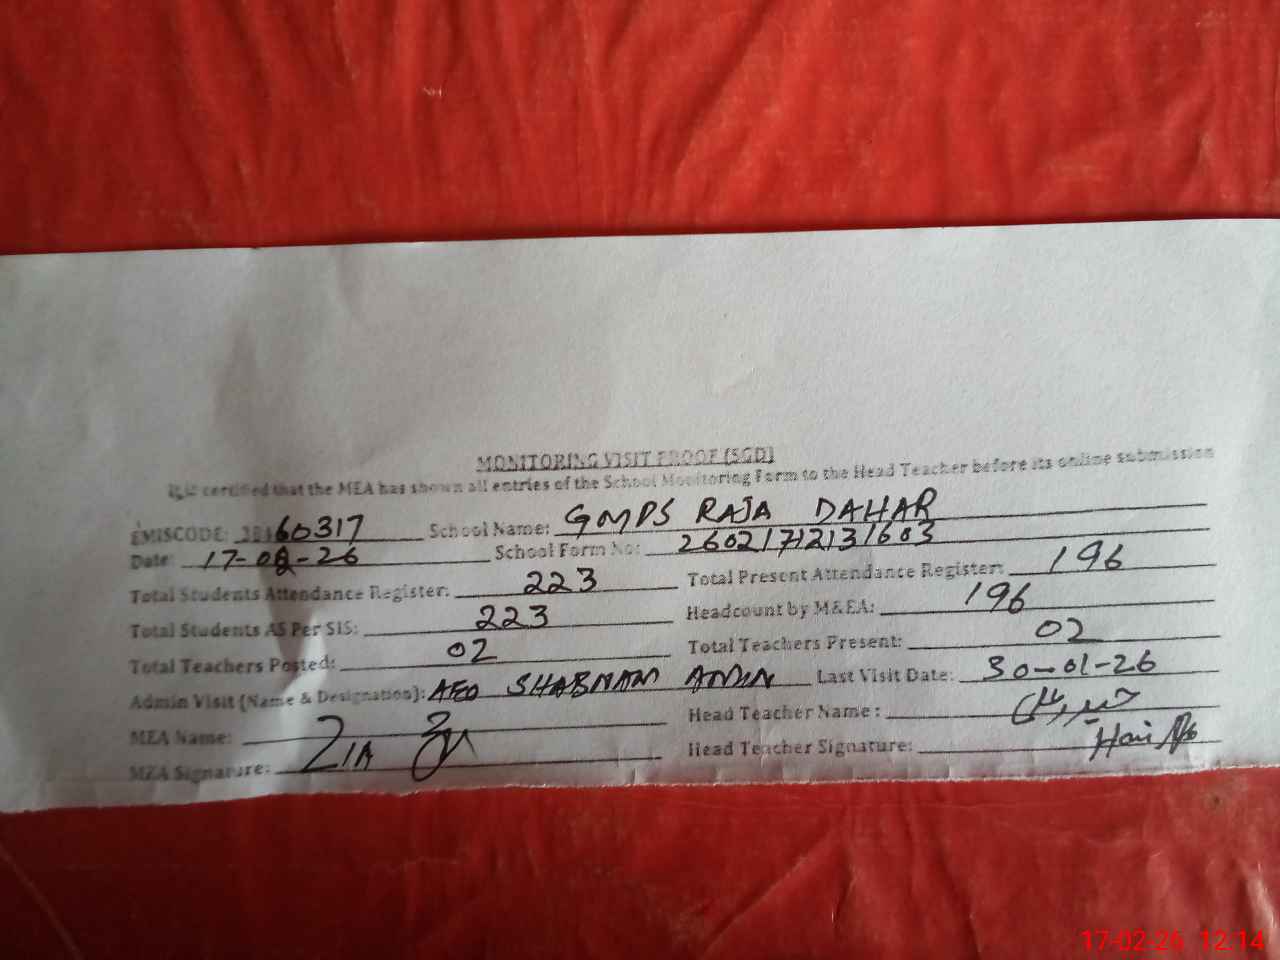 MONITORING VISIT PROOF (SGD)
It is certified that the MEA has shown all entries of the School Monitoring Form to the Head Teacher before its online submission
EMISCODE: 38160317 School Name: GMPS RAJA DAHAR
Date: 17-02-26 School Form No: 26021712131603
Total Students Attendance Register: 223 Total Present Attendance Register: 196
Total Students AS Per SIS: 223 Headcount by M&EA: 196
Total Teachers Posted: 02 Total Teachers Present: 02
Admin Visit (Name & Designation): AEO SHABNAM AMIN Last Visit Date: 30-01-26
MEA Name: ZIA Head Teacher Name:
MEA Signature: Head Teacher Signature:
17-02-26 12:14